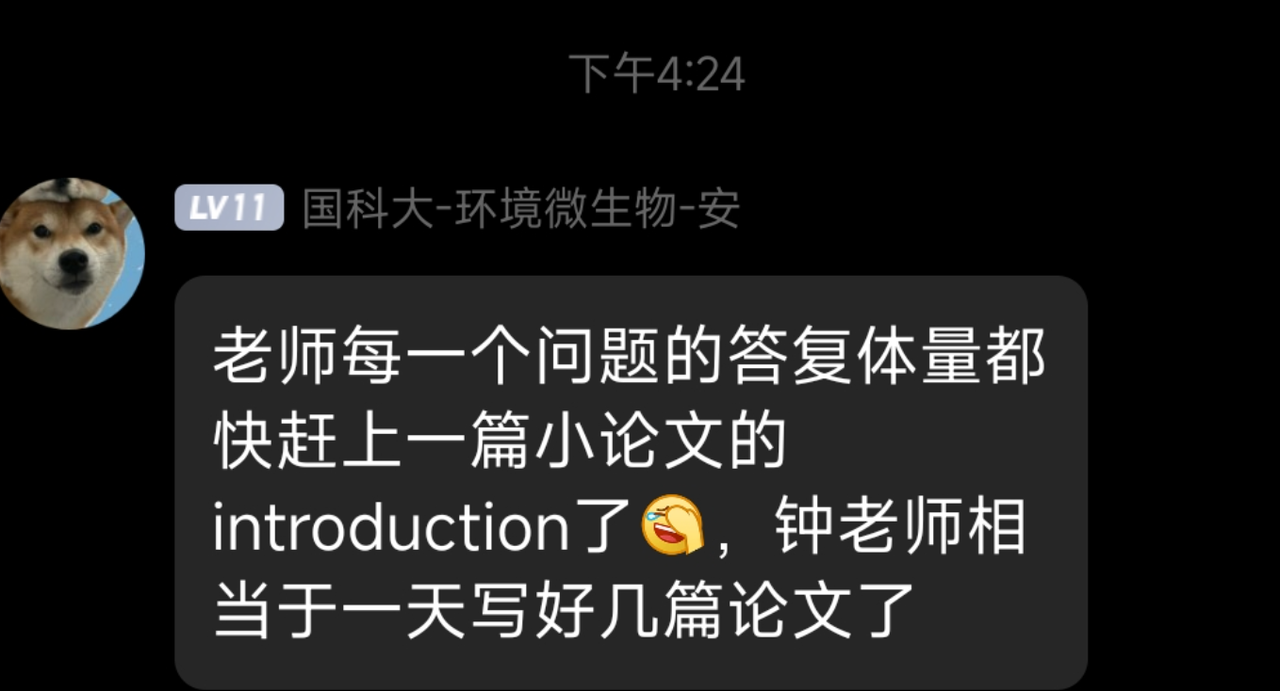 下午4:24
LV11 国科大-环境微生物-安
老师每一个问题的答复体量都
快赶上一篇小论文的
introduction了🤣，钟老师相
当于一天写好几篇论文了